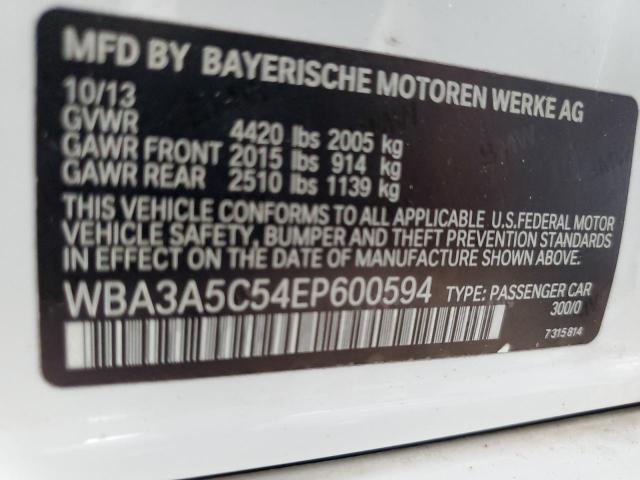 MFD BY BAYERISCHE MOTOREN WERKE AG
10/13
GVWR 4420 lbs 2005 kg
GAWR FRONT 2015 lbs 914 kg
GAWR REAR 2510 lbs 1139 kg
THIS VEHICLE CONFORMS TO ALL APPLICABLE U.S.FEDERAL MOTOR
VEHICLE SAFETY, BUMPER AND THEFT PREVENTION STANDARDS
IN EFFECT ON THE DATE OF MANUFACTURE SHOWN ABOVE.
WBA3A5C54EP600594 TYPE: PASSENGER CAR
300/0
7315814